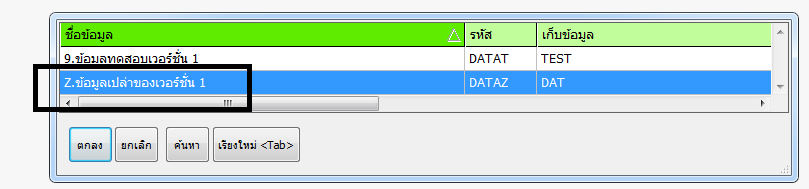 ชื่อข้อมูล รหัส เก็บข้อมูล
9.ข้อมูลทดสอบเวอร์ชั่น 1 DATAT TEST
Z.ข้อมูลเปล่าของเวอร์ชั่น 1 DATAZ DAT
ตกลง ยกเลิก ค้นหา เรียงใหม่ <Tab>